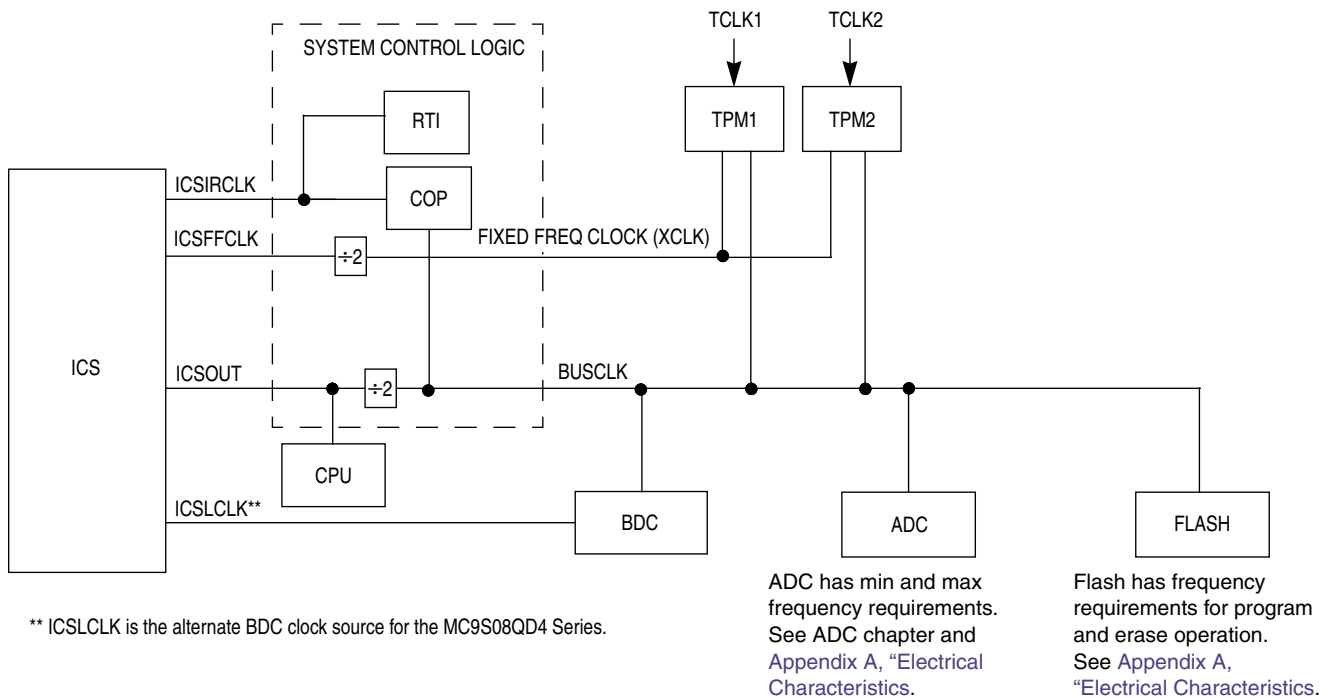 TCLK1
TCLK2
SYSTEM CONTROL LOGIC
RTI
TPM1
TPM2
ICSIRCLK
COP
ICSFFCLK
÷2
FIXED FREQ CLOCK (XCLK)
ICS
ICSOUT
÷2
BUSCLK
CPU
ICSLCLK**
BDC
ADC
FLASH
ADC has min and max
frequency requirements.
See ADC chapter and
Appendix A, “Electrical
Characteristics.
Flash has frequency
requirements for program
and erase operation.
See Appendix A,
“Electrical Characteristics.
** ICSLCLK is the alternate BDC clock source for the MC9S08QD4 Series.